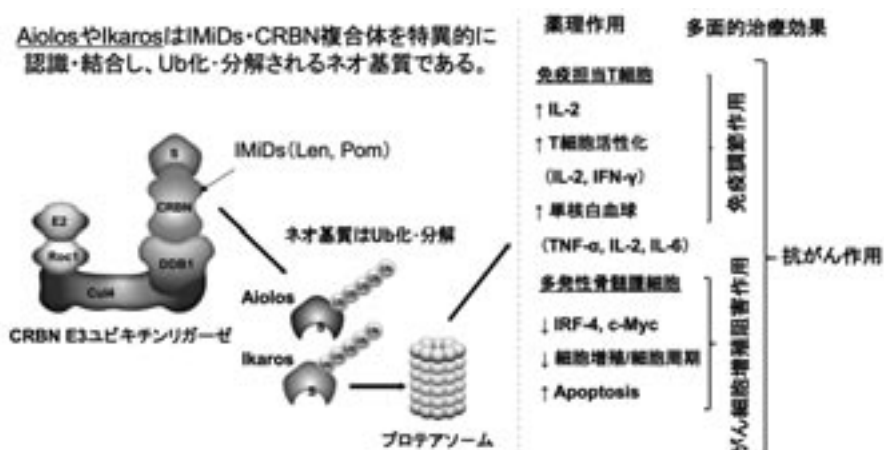 AiolosやIkarosはIMiDs・CRBN複合体を特異的に
認識・結合し、Ub化・分解されるネオ基質である。
S
IMiDs(Len, Pom)
CRBN
E2
Roc1
DDB1
Cul4
CRBN E3ユビキチンリガーゼ
ネオ基質はUb化・分解
Aiolos
S
Ikaros
S
プロテアソーム
薬理作用
多面的治療効果
免疫担当T細胞
↑ IL-2
↑ T細胞活性化
(IL-2, IFN-γ)
↑ 単核白血球
(TNF-α, IL-2, IL-6)
多発性骨髄腫細胞
↓ IRF-4, c-Myc
↓ 細胞増殖/細胞周期
↑ Apoptosis
免疫調節作用
がん細胞増殖阻害作用
抗がん作用